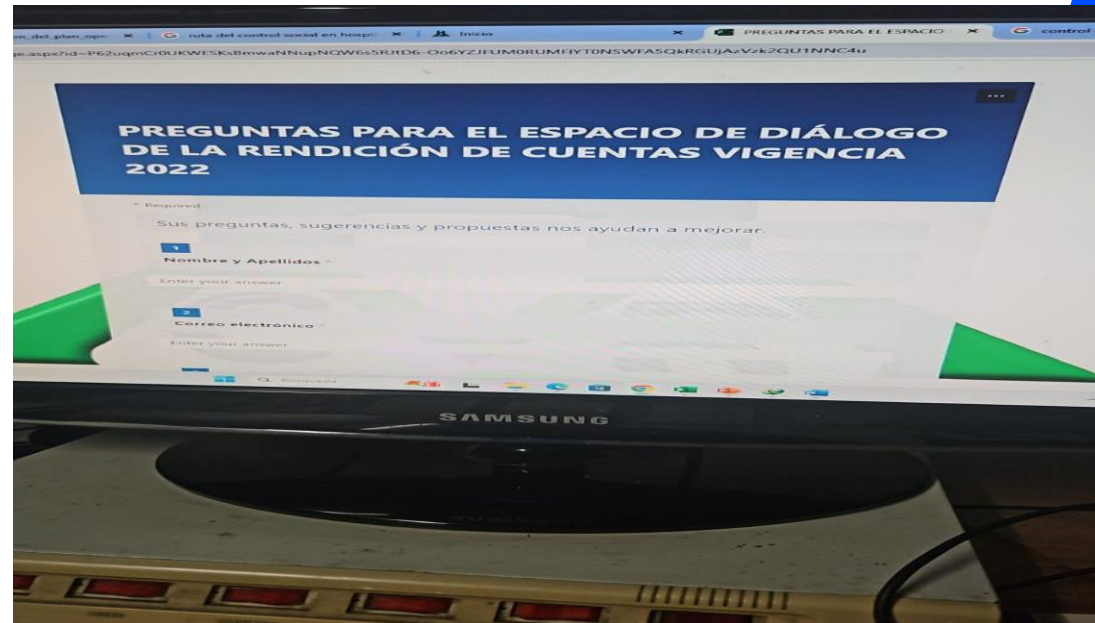 ruta del control social en hospi
Inicio
PREGUNTAS PARA EL ESPACIO
control
PREGUNTAS PARA EL ESPACIO DE DIÁLOGO
DE LA RENDICIÓN DE CUENTAS VIGENCIA
2022
* Required
Sus preguntas, sugerencias y propuestas nos ayudan a mejorar.
1
Nombre y Apellidos *
Enter your answer
2
Correo electrónico *
Enter your answer
Búsqueda
SAMSUNG